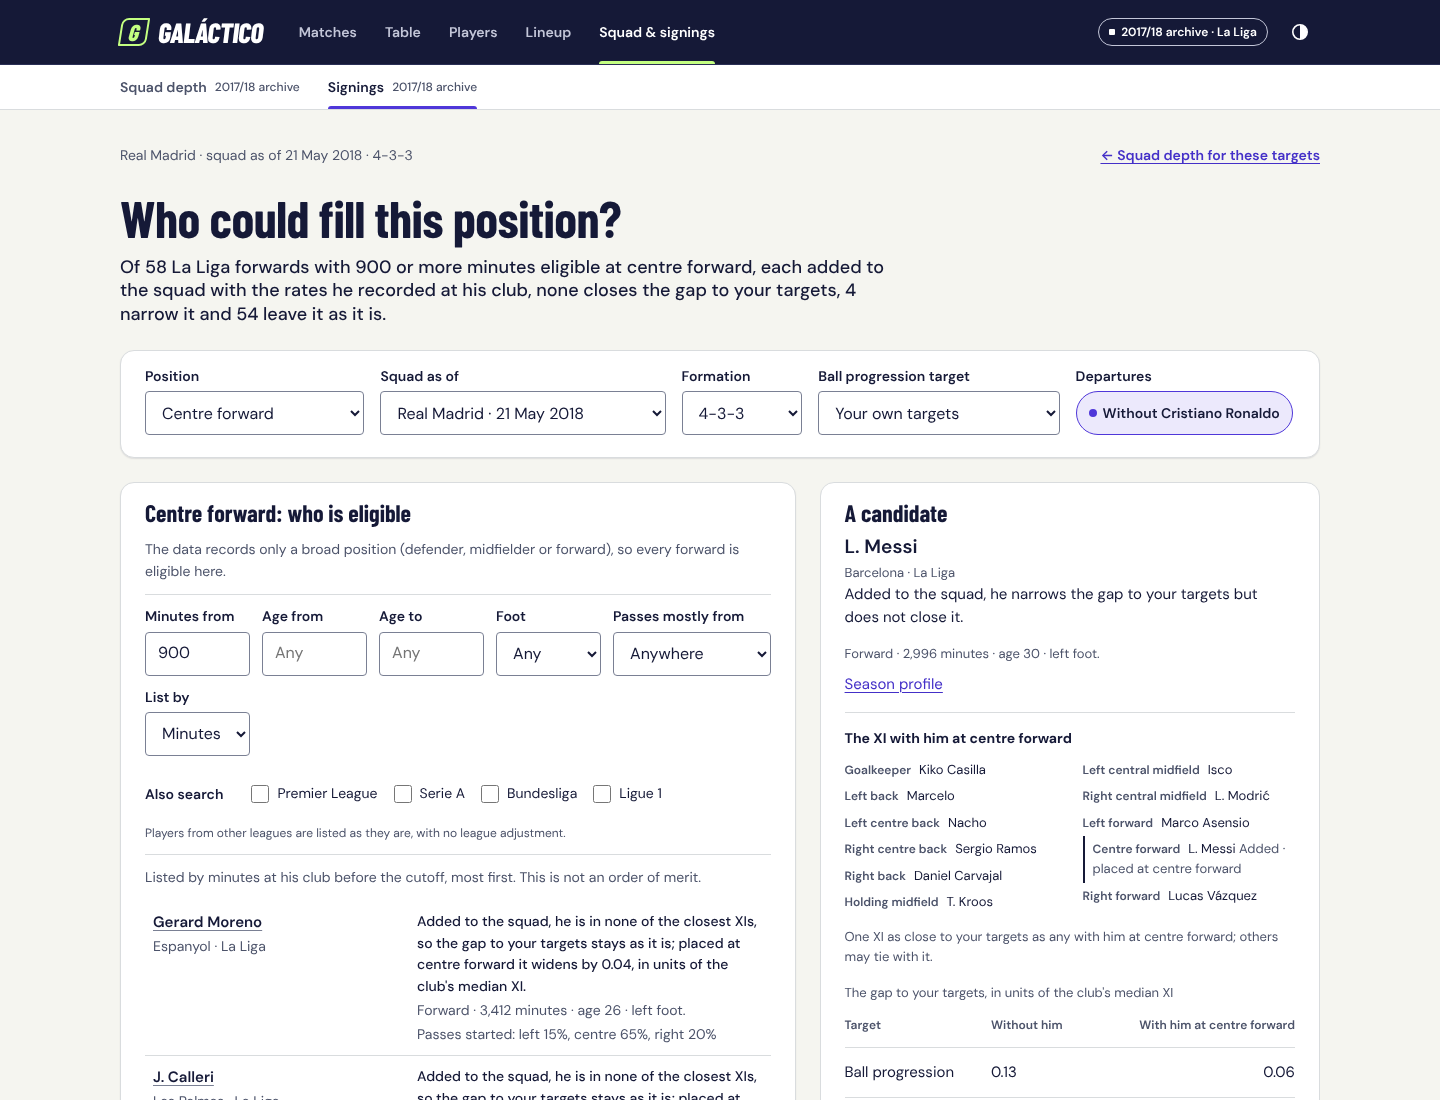 G GALÁCTICO Matches Table Players Lineup Squad & signings 2017/18 archive · La Liga
Squad depth 2017/18 archive Signings 2017/18 archive
Real Madrid · squad as of 21 May 2018 · 4-3-3
← Squad depth for these targets
Who could fill this position?
Of 58 La Liga forwards with 900 or more minutes eligible at centre forward, each added to
the squad with the rates he recorded at his club, none closes the gap to your targets, 4
narrow it and 54 leave it as it is.
Position Squad as of Formation Ball progression target Departures
Centre forward Real Madrid · 21 May 2018 4-3-3 Your own targets Without Cristiano Ronaldo
Centre forward: who is eligible
The data records only a broad position (defender, midfielder or forward), so every forward is
eligible here.
Minutes from Age from Age to Foot Passes mostly from
900 Any Any Any Anywhere
List by
Minutes
Also search Premier League Serie A Bundesliga Ligue 1
Players from other leagues are listed as they are, with no league adjustment.
Listed by minutes at his club before the cutoff, most first. This is not an order of merit.
Gerard Moreno
Espanyol · La Liga
Added to the squad, he is in none of the closest XIs,
so the gap to your targets stays as it is; placed at
centre forward it widens by 0.04, in units of the
club's median XI.
Forward · 3,412 minutes · age 26 · left foot.
Passes started: left 15%, centre 65%, right 20%
J. Calleri
Las Palmas · La Liga
Added to the squad, he is in none of the closest XIs,
so the gap to your targets stays as it is; placed at
A candidate
L. Messi
Barcelona · La Liga
Added to the squad, he narrows the gap to your targets but
does not close it.
Forward · 2,996 minutes · age 30 · left foot.
Season profile
The XI with him at centre forward
Goalkeeper Kiko Casilla
Left back Marcelo
Left centre back Nacho
Right centre back Sergio Ramos
Right back Daniel Carvajal
Holding midfield T. Kroos
Left central midfield Isco
Right central midfield L. Modrić
Left forward Marco Asensio
Centre forward L. Messi Added ·
placed at centre forward
Right forward Lucas Vázquez
One XI as close to your targets as any with him at centre forward; others
may tie with it.
The gap to your targets, in units of the club's median XI
Target Without him With him at centre forward
Ball progression 0.13 0.06